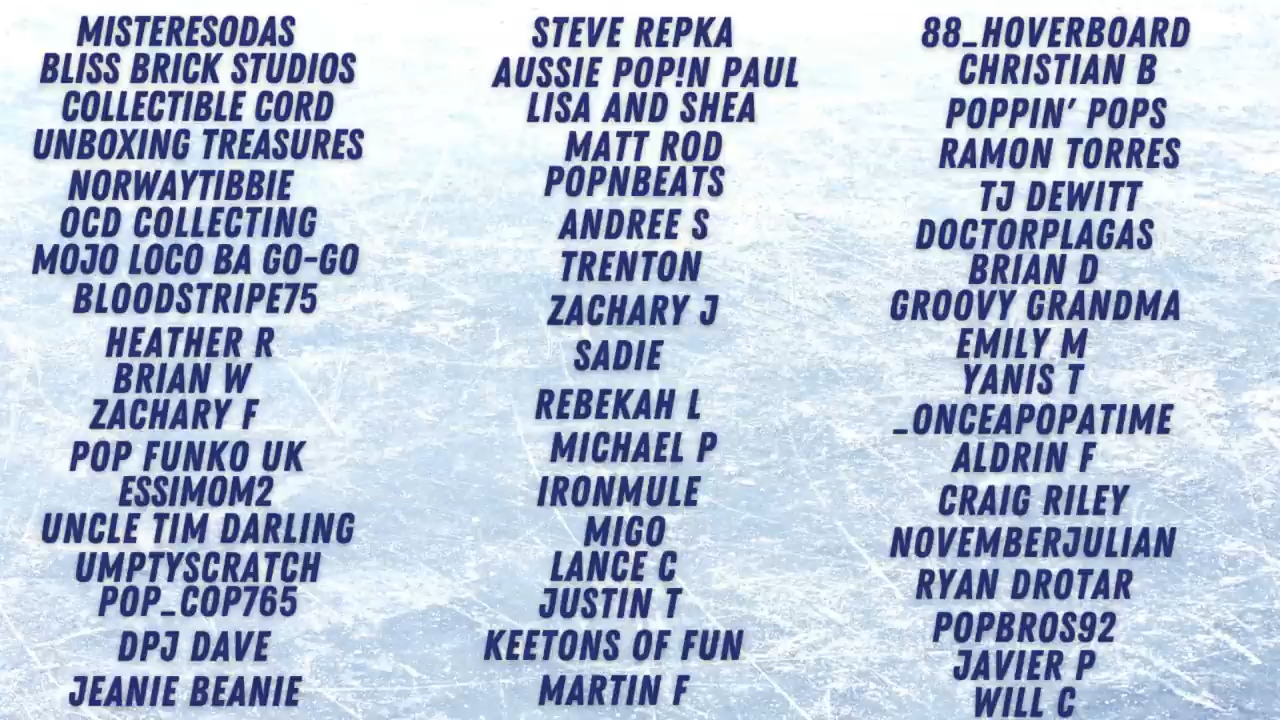 MISTERESODAS
BLISS BRICK STUDIOS
COLLECTIBLE CORD
UNBOXING TREASURES
NORWAYTIBBIE
OCD COLLECTING
MOJO LOCO BA GO-GO
BLOODSTRIPE75
HEATHER R
BRIAN W
ZACHARY F
POP FUNKO UK
ESSIMOM2
UNCLE TIM DARLING
UMPTYSCRATCH
POP_COP765
DPJ DAVE
JEANIE BEANIE
STEVE REPKA
AUSSIE POP!N PAUL
LISA AND SHEA
MATT ROD
POPNBEATS
ANDREE S
TRENTON
ZACHARY J
SADIE
REBEKAH L
MICHAEL P
IRONMULE
MIGO
LANCE C
JUSTIN T
KEETONS OF FUN
MARTIN F
88_HOVERBOARD
CHRISTIAN B
POPPIN' POPS
RAMON TORRES
TJ DEWITT
DOCTORPLAGAS
BRIAN D
GROOVY GRANDMA
EMILY M
YANIS T
_ONCEAPOPATIME
ALDRIN F
CRAIG RILEY
NOVEMBERJULIAN
RYAN DROTAR
POPBROS92
JAVIER P
WILL C